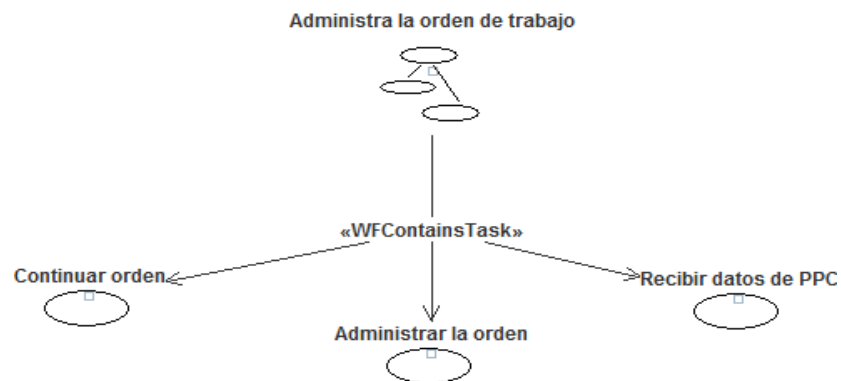 Administra la orden de trabajo
«WFContainsTask»
Continuar orden
Recibir datos de PPC
Administrar la orden